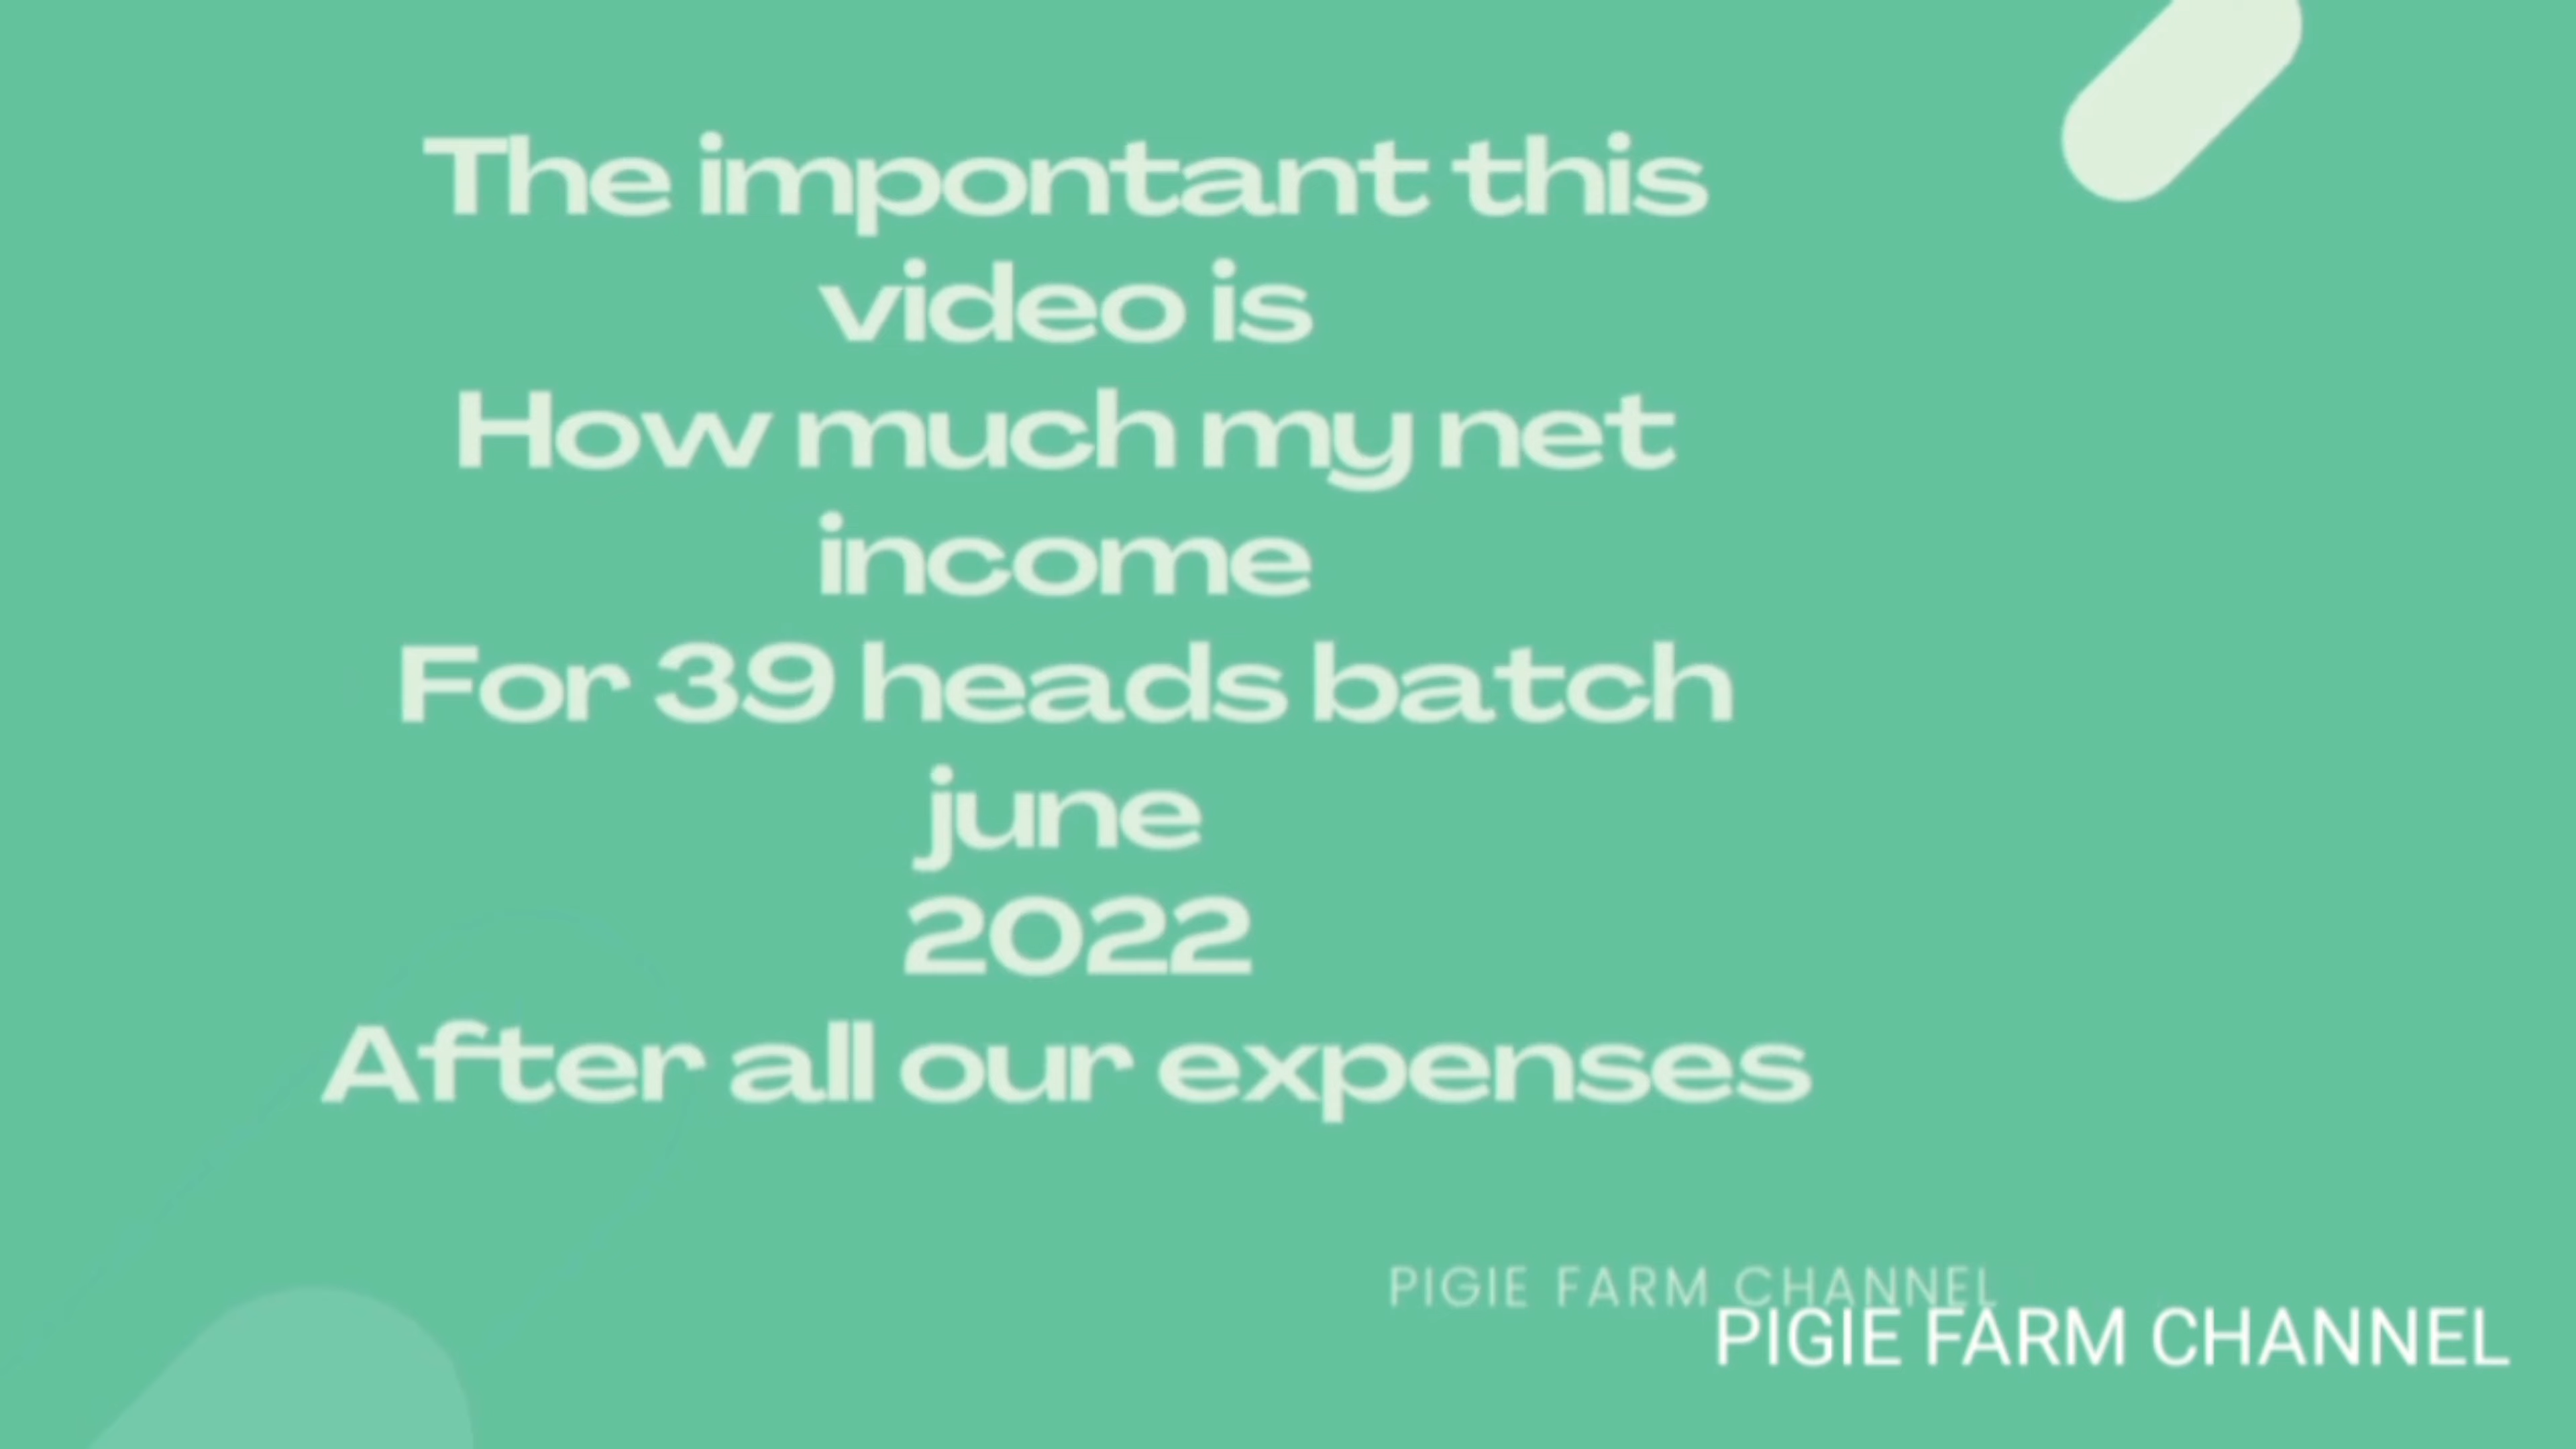 The impontant this
video is
How much my net
income
For 39 heads batch
june
2022
After all our expenses
PIGIE FARM CHANNEL
PIGIE FARM CHANNEL